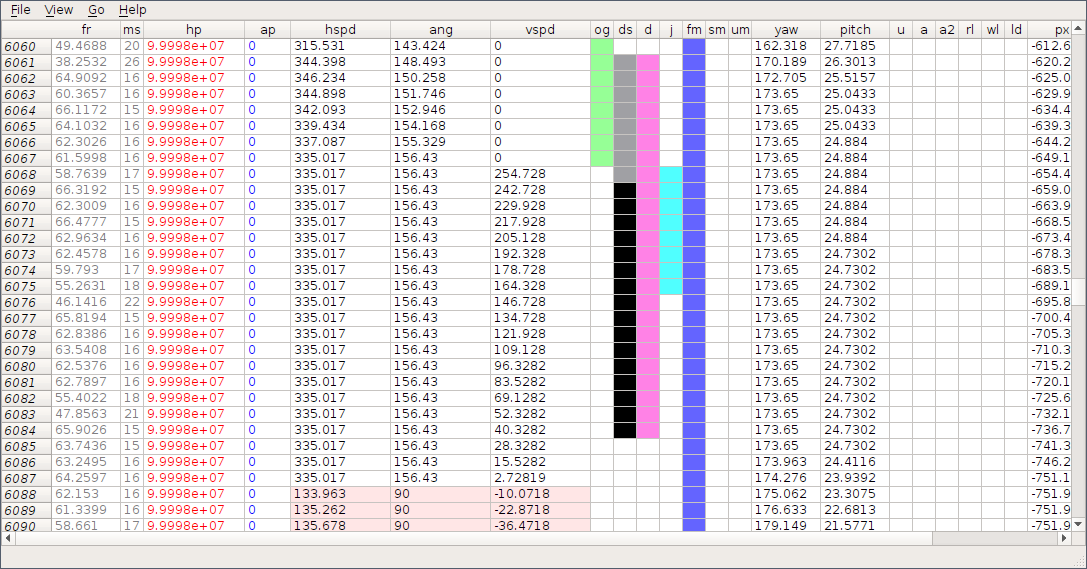 File View Go Help
fr ms hp ap hspd ang vspd og ds d j fm sm um yaw pitch u a a2 rl wl ld px
6060 49.4688 20 9.9998e+07 0 315.531 143.424 0 162.318 27.7185 -612.6
6061 38.2532 26 9.9998e+07 0 344.398 148.493 0 170.189 26.3013 -620.2
6062 64.9092 16 9.9998e+07 0 346.234 150.258 0 172.705 25.5157 -625.0
6063 60.3657 16 9.9998e+07 0 344.898 151.746 0 173.65 25.0433 -629.9
6064 66.1172 15 9.9998e+07 0 342.093 152.946 0 173.65 25.0433 -634.4
6065 64.1032 16 9.9998e+07 0 339.434 154.168 0 173.65 25.0433 -639.3
6066 62.3026 16 9.9998e+07 0 337.087 155.329 0 173.65 24.884 -644.2
6067 61.5998 16 9.9998e+07 0 335.017 156.43 0 173.65 24.884 -649.1
6068 58.7639 17 9.9998e+07 0 335.017 156.43 254.728 173.65 24.884 -654.4
6069 66.3192 15 9.9998e+07 0 335.017 156.43 242.728 173.65 24.884 -659.0
6070 62.3009 16 9.9998e+07 0 335.017 156.43 229.928 173.65 24.884 -663.9
6071 66.4777 15 9.9998e+07 0 335.017 156.43 217.928 173.65 24.884 -668.5
6072 62.9634 16 9.9998e+07 0 335.017 156.43 205.128 173.65 24.884 -673.4
6073 62.4578 16 9.9998e+07 0 335.017 156.43 192.328 173.65 24.7302 -678.3
6074 59.793 17 9.9998e+07 0 335.017 156.43 178.728 173.65 24.7302 -683.5
6075 55.2631 18 9.9998e+07 0 335.017 156.43 164.328 173.65 24.7302 -689.1
6076 46.1416 22 9.9998e+07 0 335.017 156.43 146.728 173.65 24.7302 -695.8
6077 65.8194 15 9.9998e+07 0 335.017 156.43 134.728 173.65 24.7302 -700.4
6078 62.8386 16 9.9998e+07 0 335.017 156.43 121.928 173.65 24.7302 -705.3
6079 63.5408 16 9.9998e+07 0 335.017 156.43 109.128 173.65 24.7302 -710.3
6080 62.5376 16 9.9998e+07 0 335.017 156.43 96.3282 173.65 24.7302 -715.2
6081 62.7897 16 9.9998e+07 0 335.017 156.43 83.5282 173.65 24.7302 -720.1
6082 55.4022 18 9.9998e+07 0 335.017 156.43 69.1282 173.65 24.7302 -725.6
6083 47.8563 21 9.9998e+07 0 335.017 156.43 52.3282 173.65 24.7302 -732.1
6084 65.9026 15 9.9998e+07 0 335.017 156.43 40.3282 173.65 24.7302 -736.7
6085 63.7436 15 9.9998e+07 0 335.017 156.43 28.3282 173.65 24.7302 -741.3
6086 63.2495 16 9.9998e+07 0 335.017 156.43 15.5282 173.963 24.4116 -746.2
6087 64.2597 16 9.9998e+07 0 335.017 156.43 2.72819 174.276 23.9392 -751.1
6088 62.153 16 9.9998e+07 0 133.963 90 -10.0718 175.062 23.3075 -751.9
6089 61.3399 16 9.9998e+07 0 135.262 90 -22.8718 176.633 22.6813 -751.9
6090 58.661 17 9.9998e+07 0 135.678 90 -36.4718 179.149 21.5771 -751.9